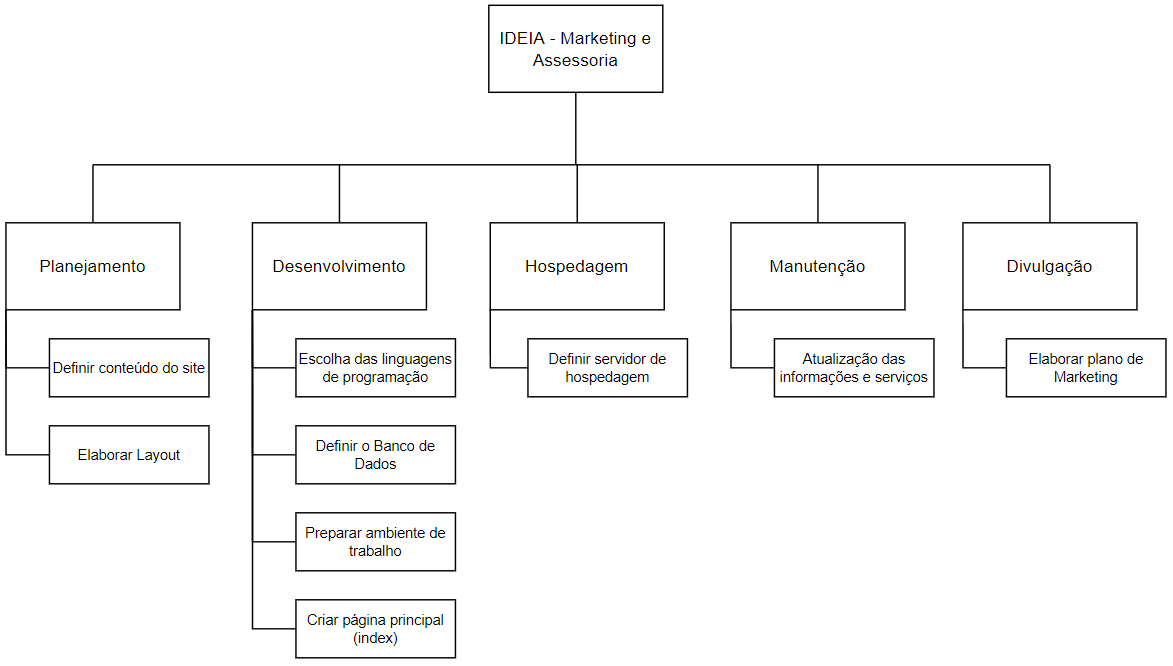 IDEIA - Marketing e
Assessoria
Planejamento
Desenvolvimento
Hospedagem
Manutenção
Divulgação
Definir conteúdo do site
Elaborar Layout
Escolha das linguagens
de programação
Definir o Banco de
Dados
Preparar ambiente de
trabalho
Criar página principal
(index)
Definir servidor de
hospedagem
Atualização das
informações e serviços
Elaborar plano de
Marketing